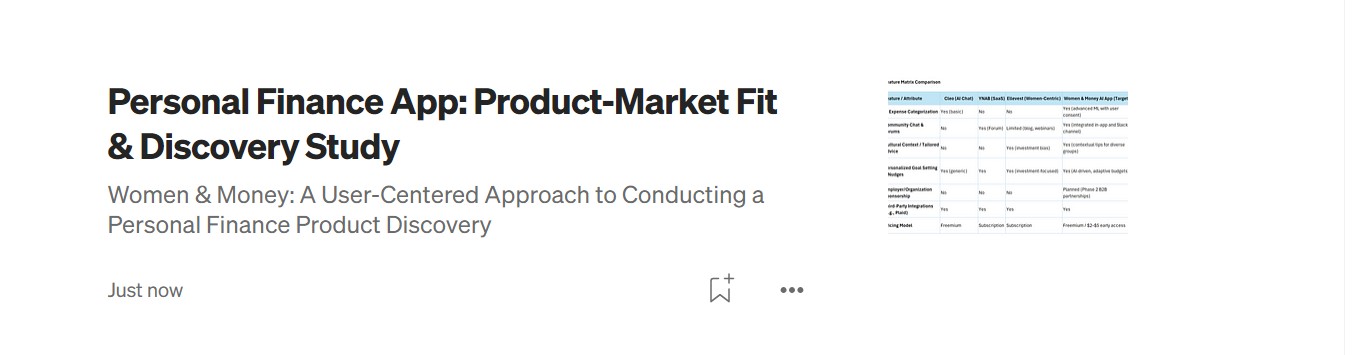 Personal Finance App: Product-Market Fit
& Discovery Study
Women & Money: A User-Centered Approach to Conducting a
Personal Finance Product Discovery
Just now
ature Matrix Comparison
ature / Attribute Cleo (AI Chat) YNAB (SaaS) Ellevest (Women-Centric) Women & Money AI App (Target
Expense Categorization Yes (basic) No No Yes (advanced ML with user
consent)
mmunity Chat &
rums No Yes (Forum) Limited (blog, webinars) Yes (integrated in-app and Slack
channel)
ultural Context / Tailored
dvice No No Yes (investment bias) Yes (contextual tips for diverse
groups)
rsonalized Goal Setting
Nudges Yes (generic) Yes Yes (investment-focused) Yes (AI-driven, adaptive budgets
mployer/Organization
onsorship No No No Planned (Phase 2 B2B
partnerships)
ird-Party Integrations
g., Plaid) Yes Yes Yes Yes
icing Model Freemium Subscription Subscription Freemium / $2–$5 early access